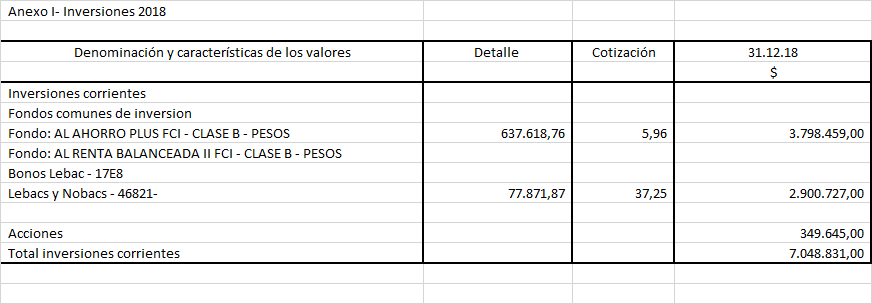 Anexo I- Inversiones 2018
Denominación y características de los valores Detalle Cotización 31.12.18
$
Inversiones corrientes
Fondos comunes de inversion
Fondo: AL AHORRO PLUS FCI - CLASE B - PESOS 637.618,76 5,96 3.798.459,00
Fondo: AL RENTA BALANCEADA II FCI - CLASE B - PESOS
Bonos Lebac - 17E8
Lebacs y Nobacs - 46821- 77.871,87 37,25 2.900.727,00
Acciones 349.645,00
Total inversiones corrientes 7.048.831,00